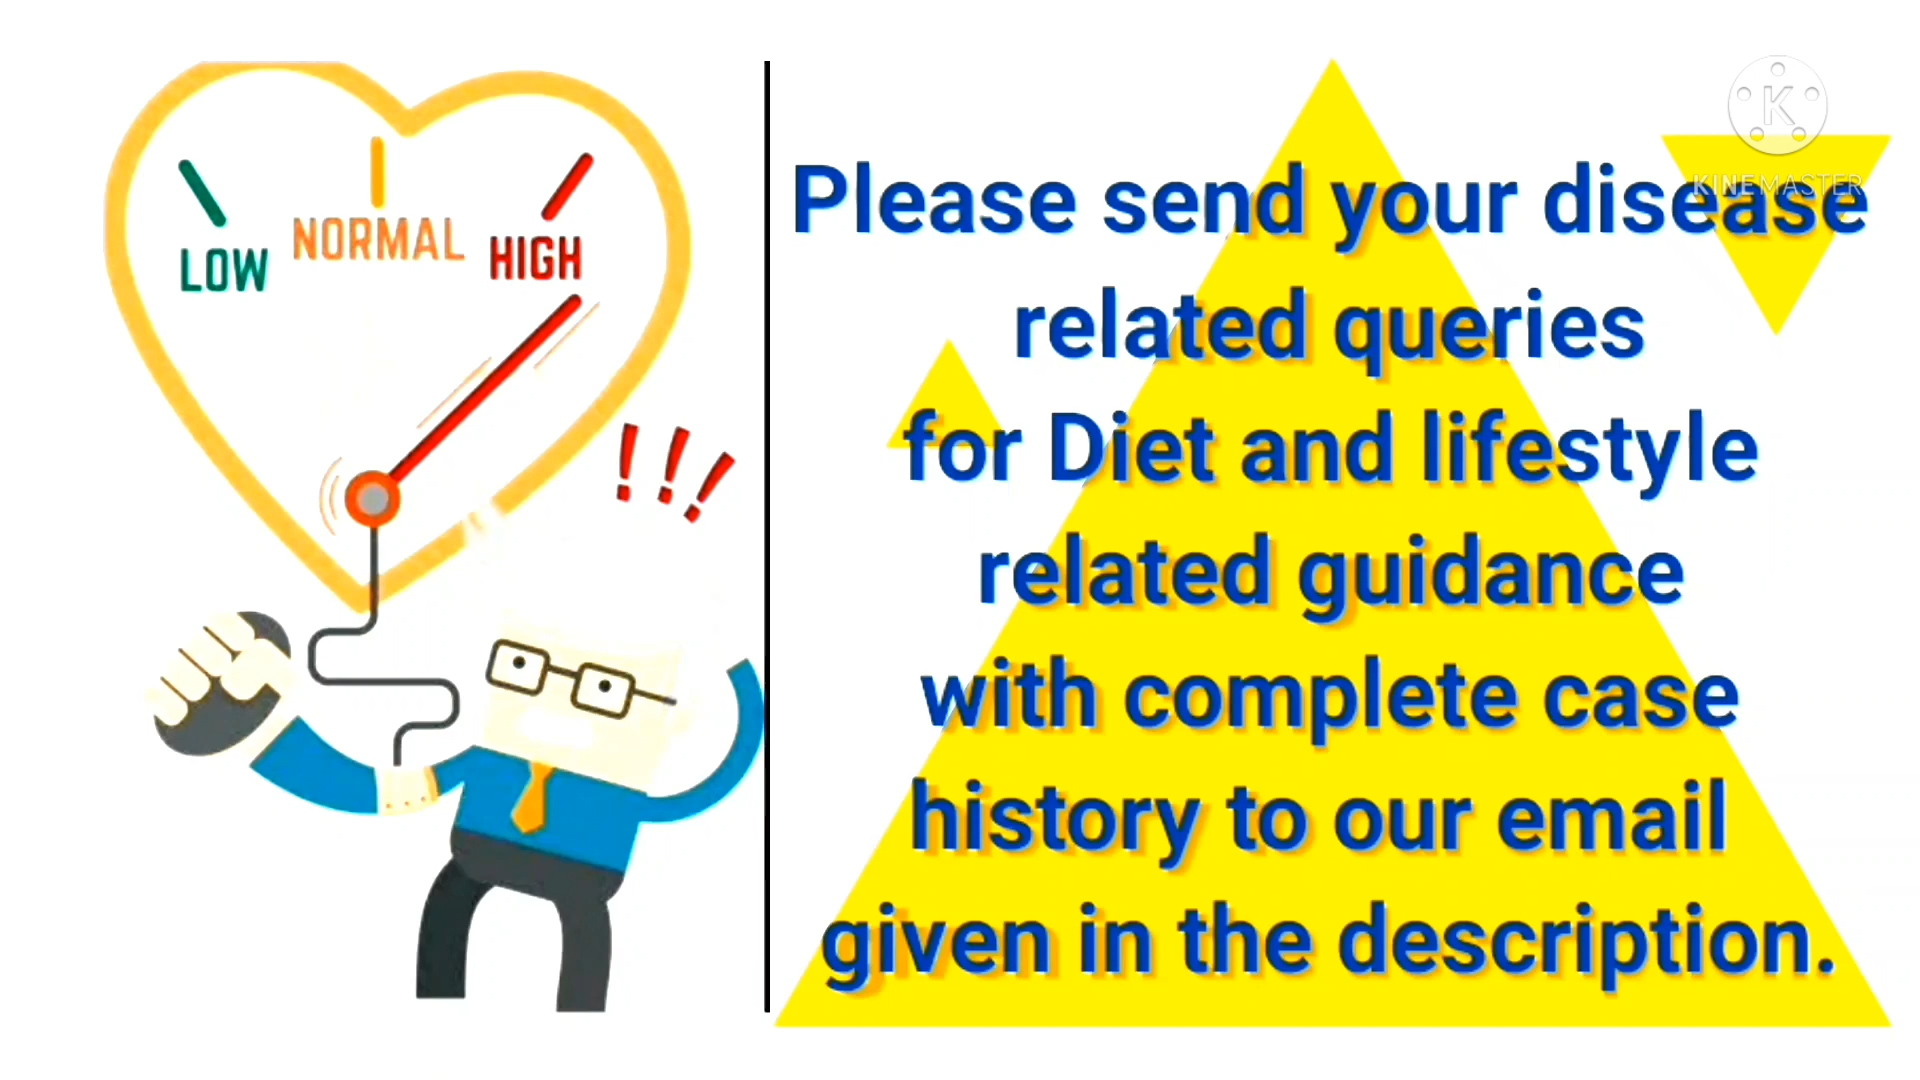 LOW
NORMAL
HIGH
!!!
Please send your disease
related queries
for Diet and lifestyle
related guidance
with complete case
history to our email
given in the description.
K
KINEMASTER